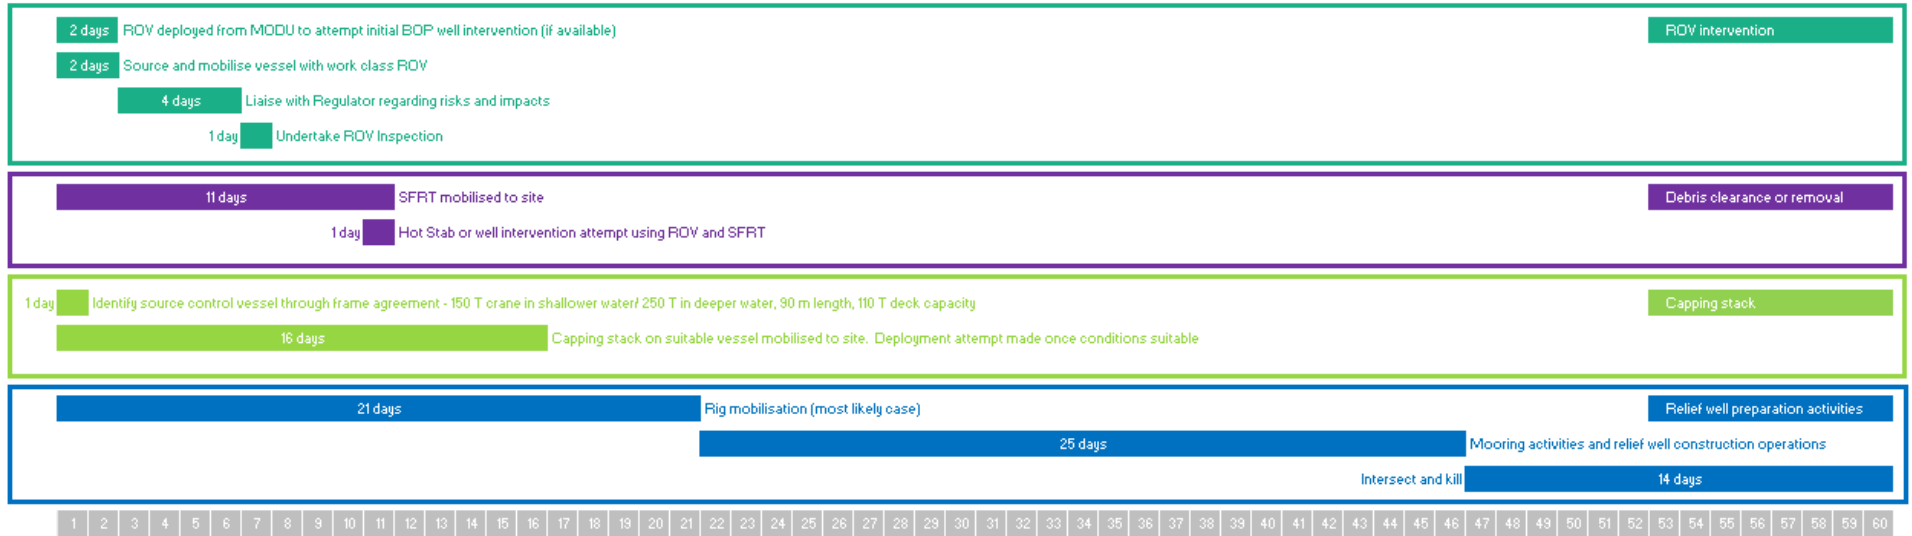 2 days ROV deployed from MODU to attempt initial BOP well intervention (if available) ROV intervention
2 days Source and mobilise vessel with work class ROV
4 days Liaise with Regulator regarding risks and impacts
1 day Undertake ROV Inspection
11 days SFRT mobilised to site Debris clearance or removal
1 day Hot Stab or well intervention attempt using ROV and SFRT
1 day Identify source control vessel through frame agreement - 150 T crane in shallower water/ 250 T in deeper water, 90 m length, 110 T deck capacity Capping stack
16 days Capping stack on suitable vessel mobilised to site. Deployment attempt made once conditions suitable
21 days Rig mobilisation (most likely case) Relief well preparation activities
25 days Mooring activities and relief well construction operations
Intersect and kill 14 days
1 2 3 4 5 6 7 8 9 10 11 12 13 14 15 16 17 18 19 20 21 22 23 24 25 26 27 28 29 30 31 32 33 34 35 36 37 38 39 40 41 42 43 44 45 46 47 48 49 50 51 52 53 54 55 56 57 58 59 60